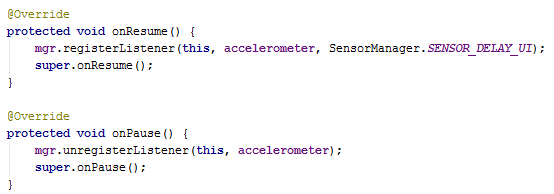 @Override
protected void onResume() {
    mgr.registerListener(this, accelerometer, SensorManager.SENSOR_DELAY_UI);
    super.onResume();
}
@Override
protected void onPause() {
    mgr.unregisterListener(this, accelerometer);
    super.onPause();
}